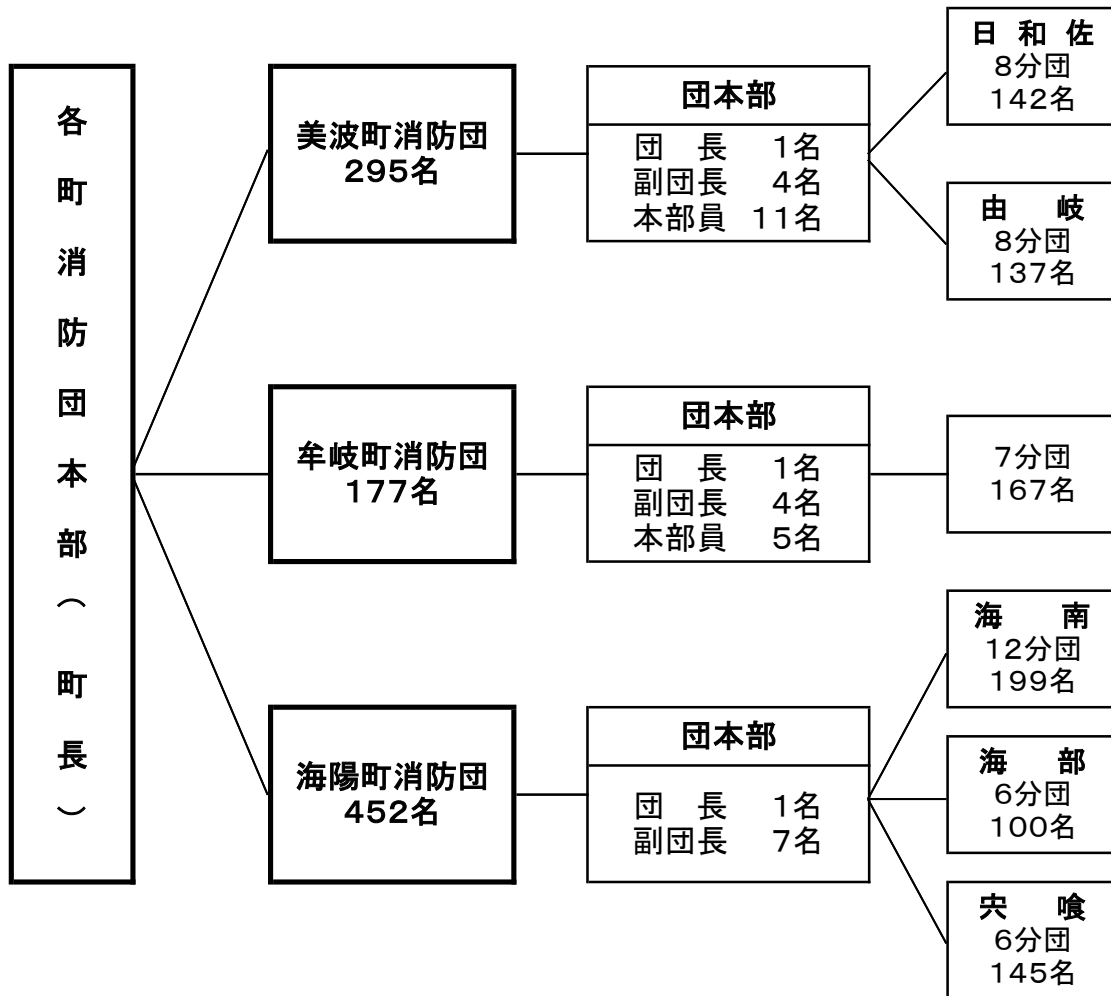 各町消防団本部（町長）
美波町消防団
295名
団本部
団　長　1名
副団長　4名
本部員　11名
日和佐
8分団
142名
由　岐
8分団
137名
牟岐町消防団
177名
団本部
団　長　1名
副団長　4名
本部員　5名
7分団
167名
海陽町消防団
452名
団本部
団　長　1名
副団長　7名
海　南
12分団
199名
海　部
6分団
100名
宍　喰
6分団
145名